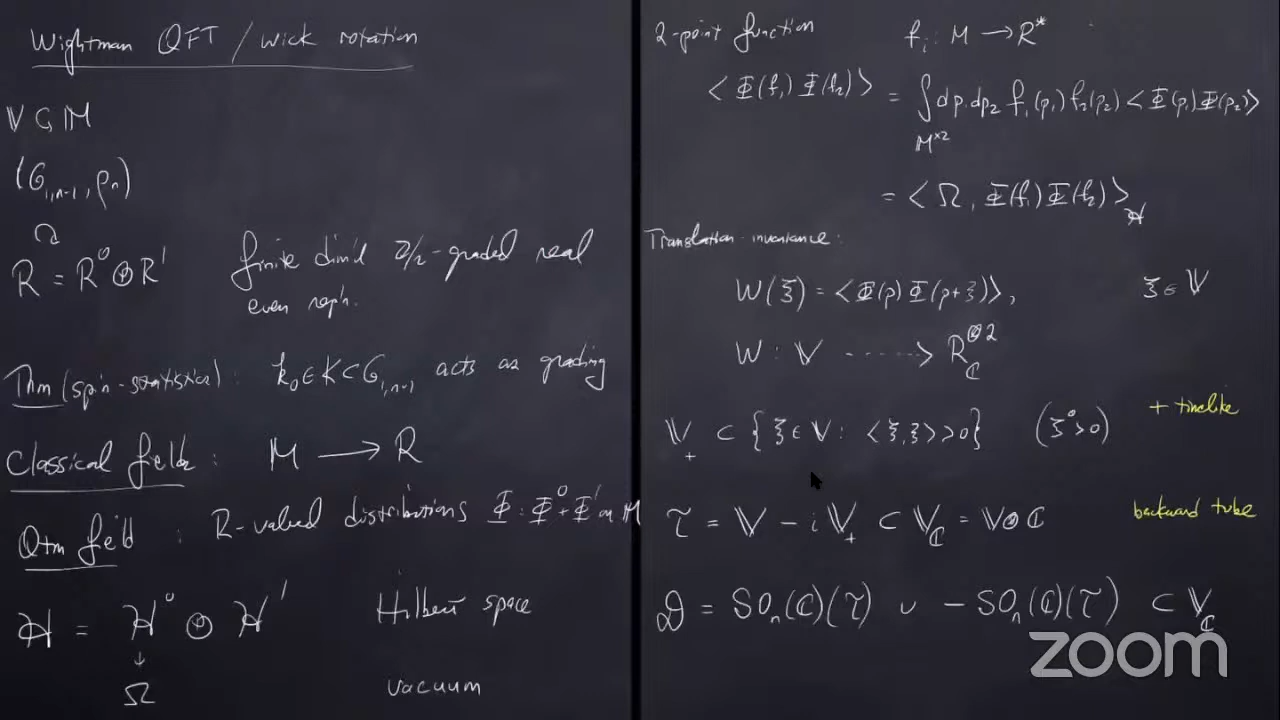 Wightman QFT / Wick rotation
𝕍 G M
(G₁,ₙ₋₁, ρₙ)
R = R⁰ ⊕ R¹ finite dim'l ℤ/2-graded real
even repn.
Thm (spin-statistics): k₀ ∈ K ⊂ G₁,ₙ₋₁ acts as grading
Classical fields: M ⟶ R
Qtm field: R-valued distributions Φ = Φ⁰ + Φ¹ on M
ℋ = ℋ⁰ ⊕ ℋ¹ Hilbert space
↓
Ω vacuum
2-point function fᵢ : M ⟶ R*
<Φ(f₁) Φ(f₂)> = ∫_{M^{×2}} dp₁ dp₂ f₁(p₁) f₂(p₂) <Φ(p₁) Φ(p₂)>
= <Ω, Φ(f₁) Φ(f₂)>_ℋ
Translation-invariance:
W(ξ) = <Φ(p) Φ(p+ξ)>, ξ ∈ 𝕍
W : 𝕍 ------> R_ℂ^{⊗2}
𝕍₊ ⊂ {ξ ∈ 𝕍 : <ξ, ξ> > 0} (ξ⁰ > 0) + timelike
𝒯 = 𝕍 - i𝕍₊ ⊂ 𝕍_ℂ = 𝕍 ⊗ ℂ backward tube
𝒟 = SOₙ(ℂ)(𝒯) ∪ -SOₙ(ℂ)(𝒯) ⊂ 𝕍_ℂ
zoom